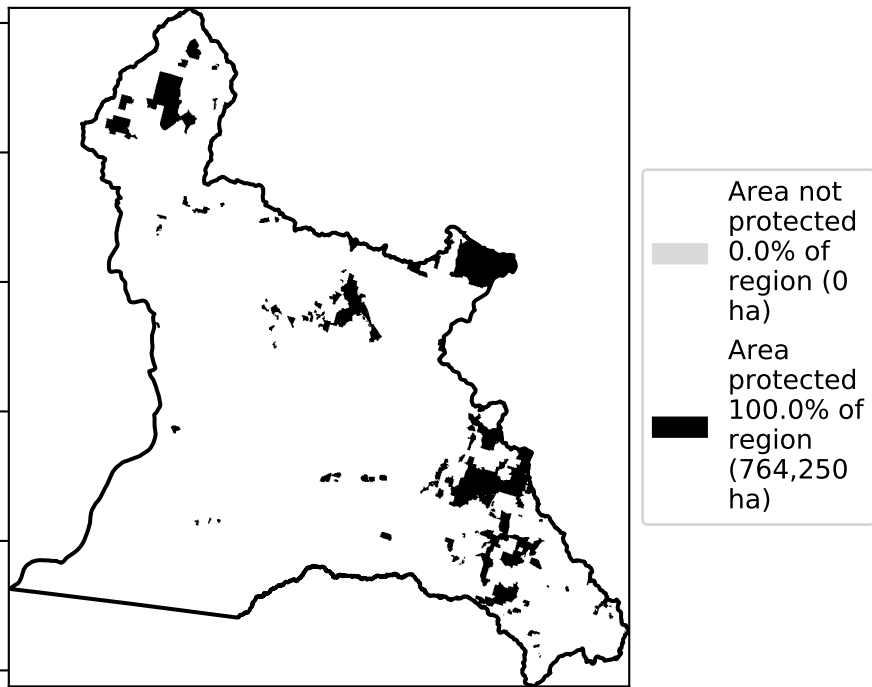 Area not
protected
0.0% of
region (0
ha)
Area
protected
100.0% of
region
(764,250
ha)